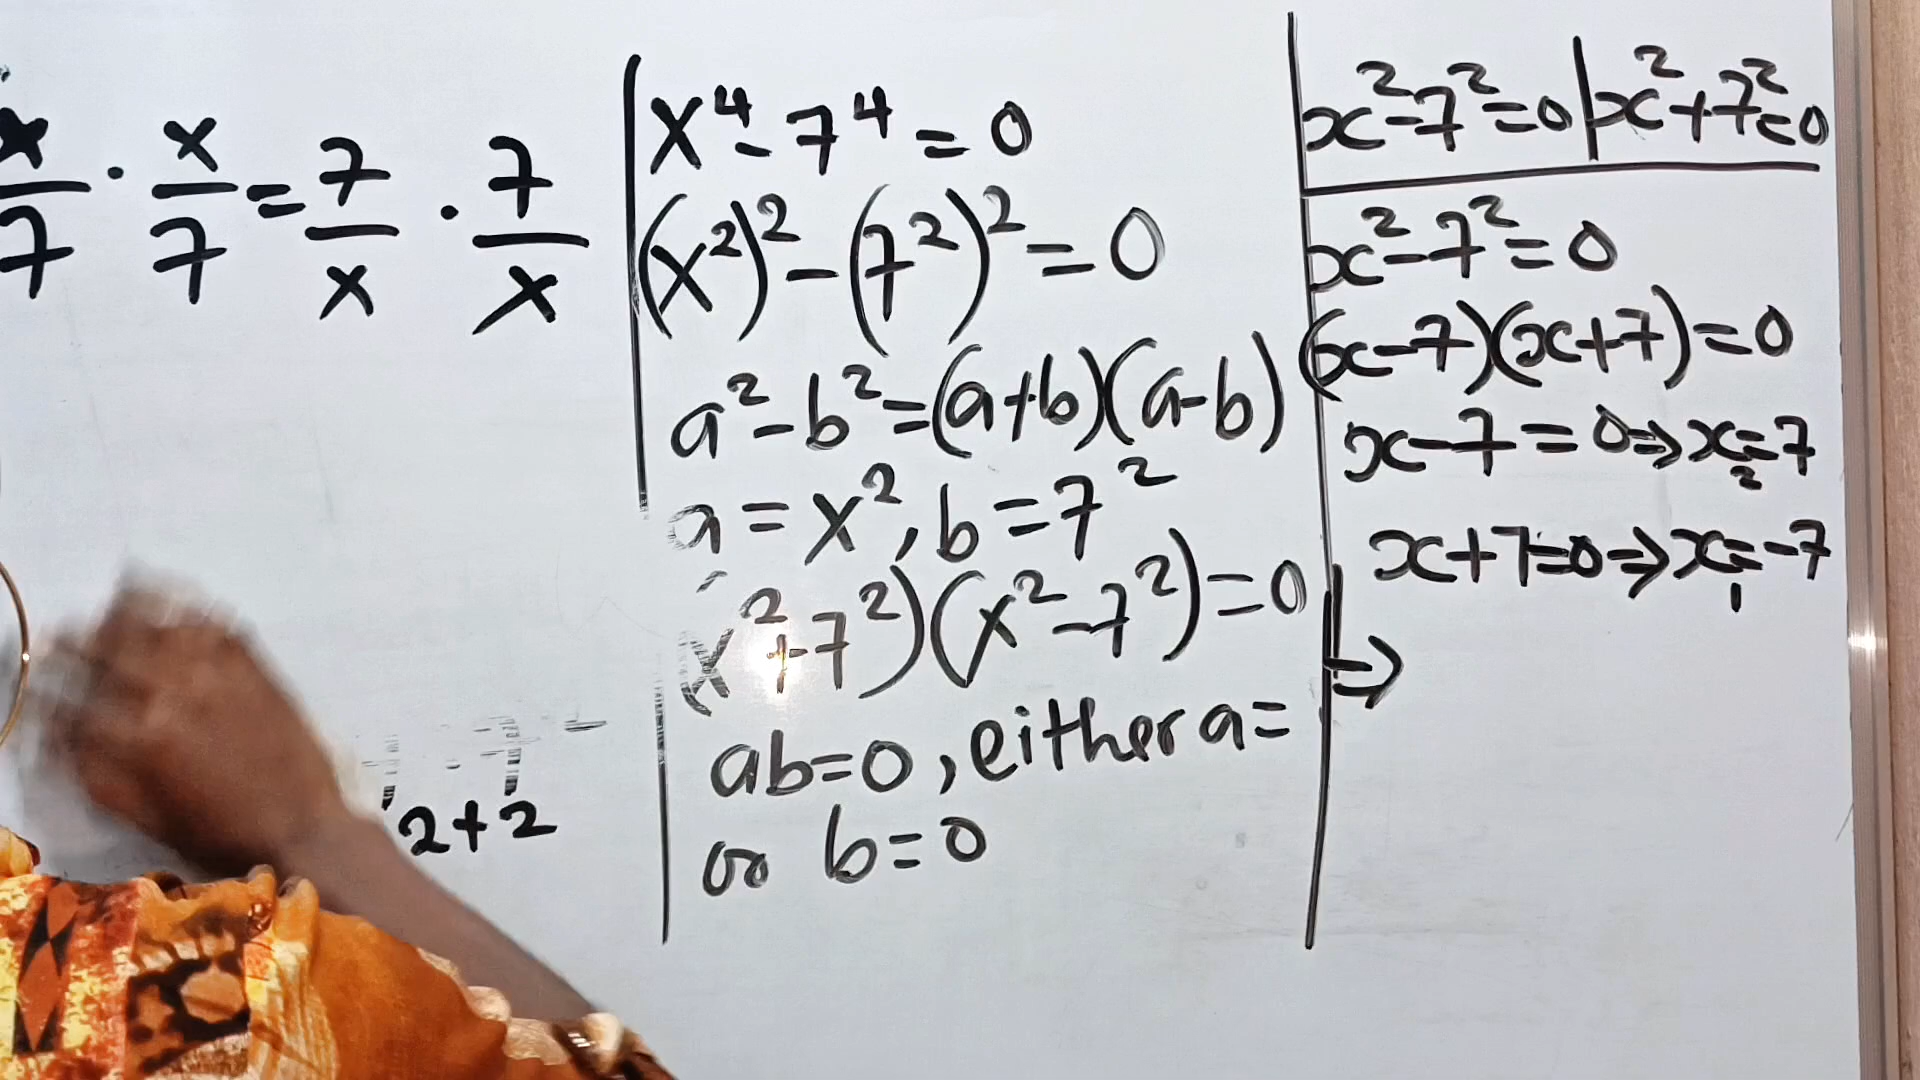 x/7 · x/7 = 7/x · 7/x
2+2
x⁴ - 7⁴ = 0
(x²)² - (7²)² = 0
a² - b² = (a+b)(a-b)
a = x², b = 7²
x² + 7²)(x² - 7²) = 0
ab = 0, either a =
or b = 0
x² - 7² = 0 | x² + 7² = 0
x² - 7² = 0
(x - 7)(x + 7) = 0
x - 7 = 0 ⇒ x₂ = 7
x + 7 = 0 ⇒ x₁ = -7
⇒